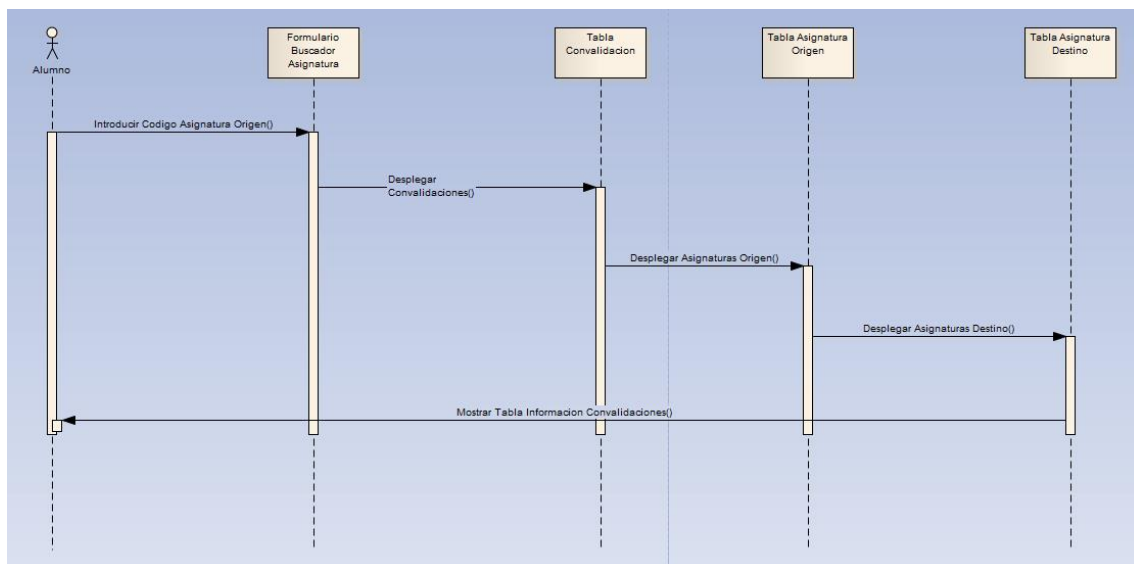 Alumno
Formulario
Buscador
Asignatura
Tabla
Convalidacion
Tabla Asignatura
Origen
Tabla Asignatura
Destino
Introducir Codigo Asignatura Origen()
Desplegar
Convalidaciones()
Desplegar Asignaturas Origen()
Desplegar Asignaturas Destino()
Mostrar Tabla Informacion Convalidaciones()